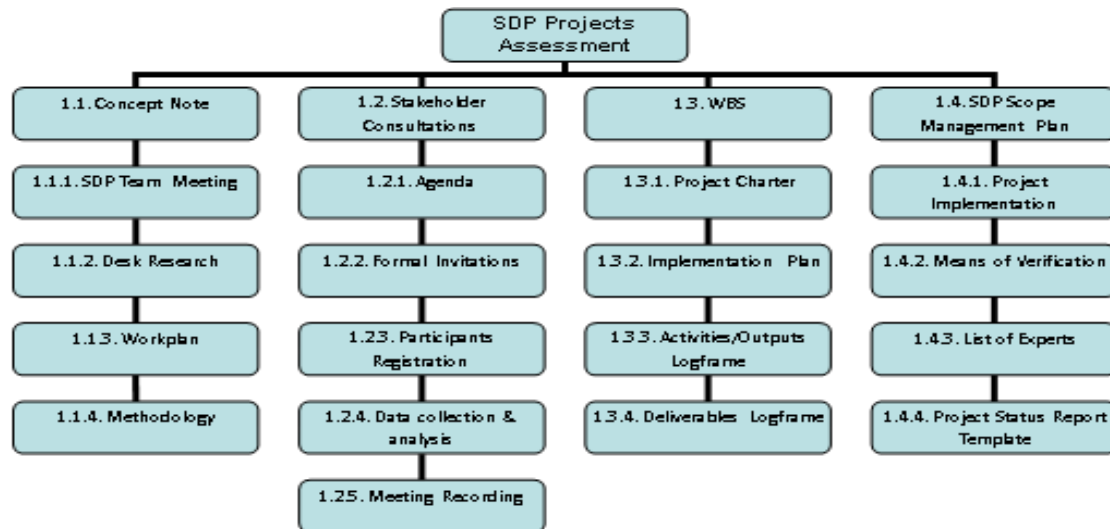 SDP Projects
Assessment
1.1. Concept Note
1.1.1. SDP Team Meeting
1.1.2. Desk Research
1.1.3. Workplan
1.1.4. Methodology
1.2. Stakeholder
Consultations
1.2.1. Agenda
1.2.2. Formal Invitations
1.2.3. Participants
Registration
1.2.4. Data collection &
analysis
1.2.5. Meeting Recording
1.3. WBS
1.3.1. Project Charter
1.3.2. Implementation Plan
1.3.3. Activities/Outputs
Logframe
1.3.4. Deliverables Logframe
1.4. SDP Scope
Management Plan
1.4.1. Project
Implementation
1.4.2. Means of Verification
1.4.3. List of Experts
1.4.4. Project Status Report
Template